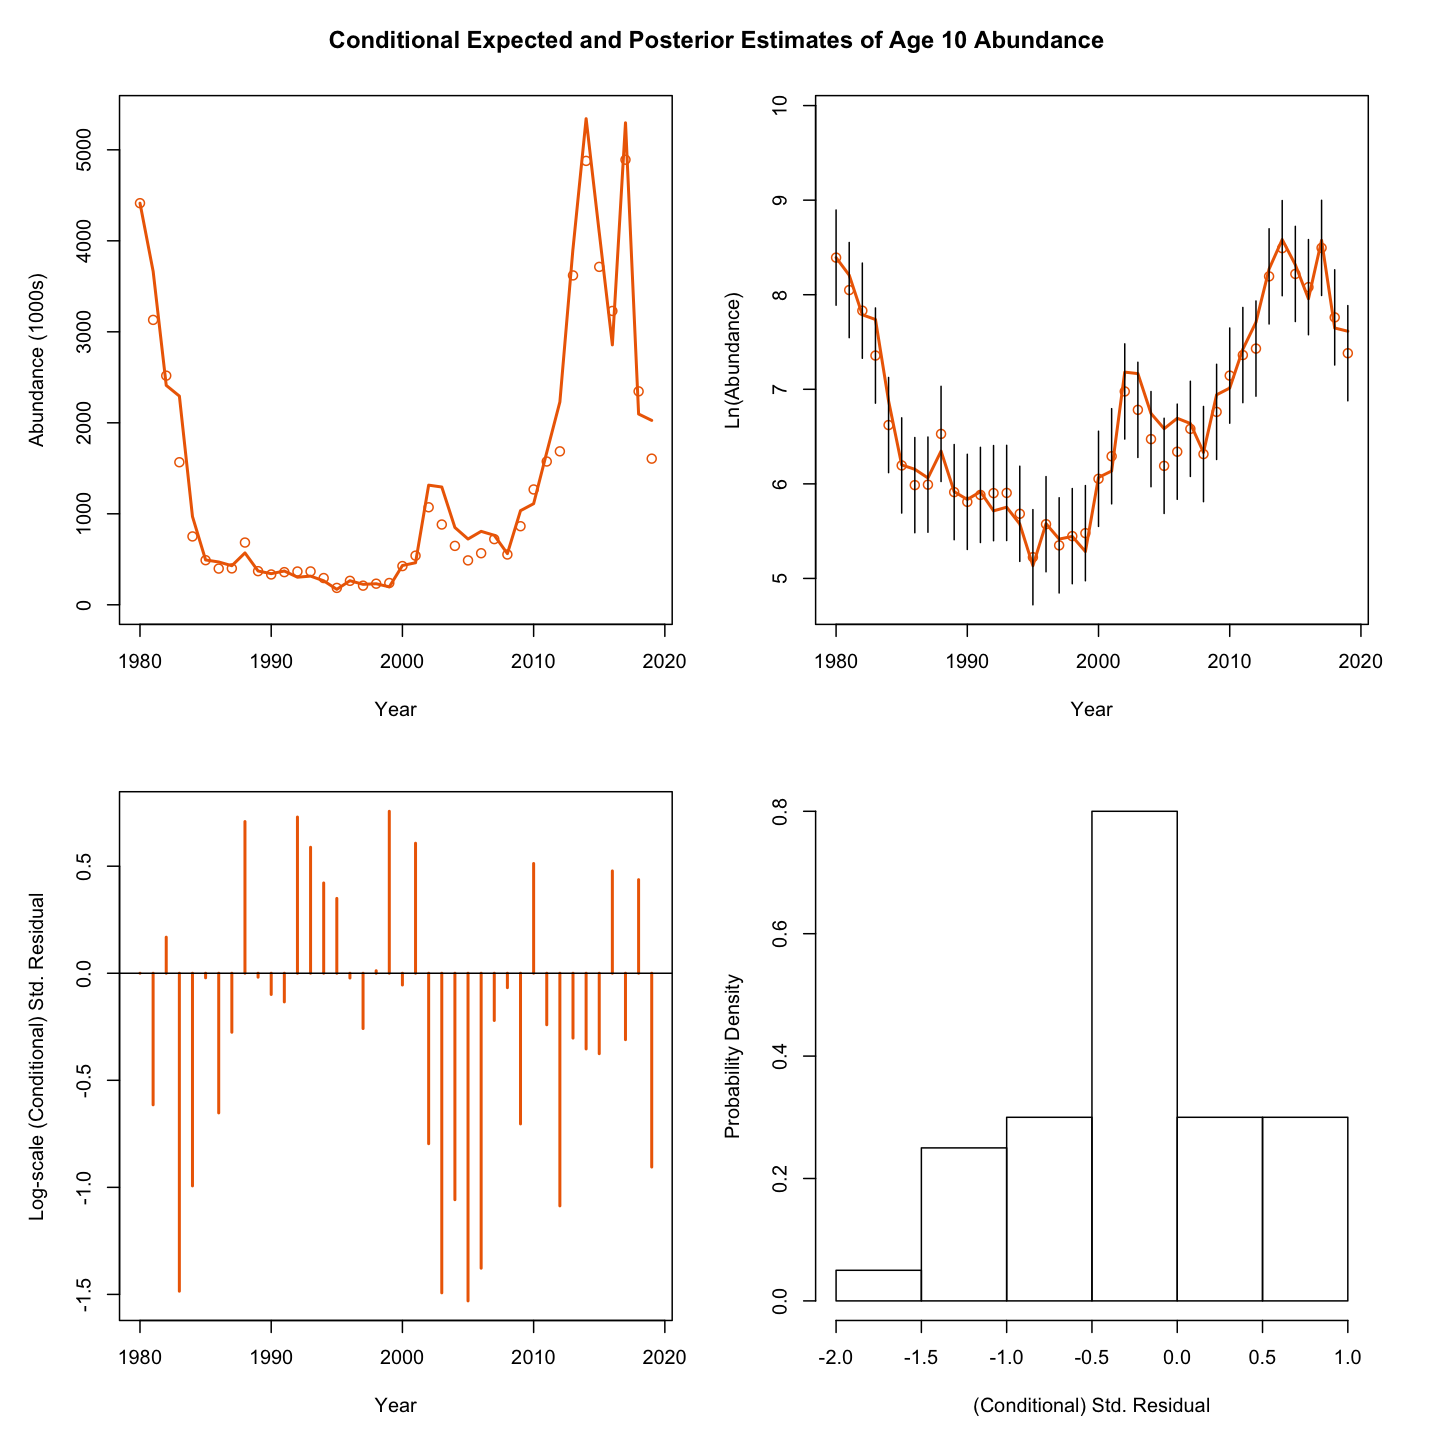 Conditional Expected and Posterior Estimates of Age 10 Abundance
Abundance (1000s)
0 1000 2000 3000 4000 5000
1980 1990 2000 2010 2020
Year
Ln(Abundance)
5 6 7 8 9 10
1980 1990 2000 2010 2020
Year
Log-scale (Conditional) Std. Residual
-1.5 -1.0 -0.5 0.0 0.5
1980 1990 2000 2010 2020
Year
Probability Density
0.0 0.2 0.4 0.6 0.8
-2.0 -1.5 -1.0 -0.5 0.0 0.5 1.0
(Conditional) Std. Residual